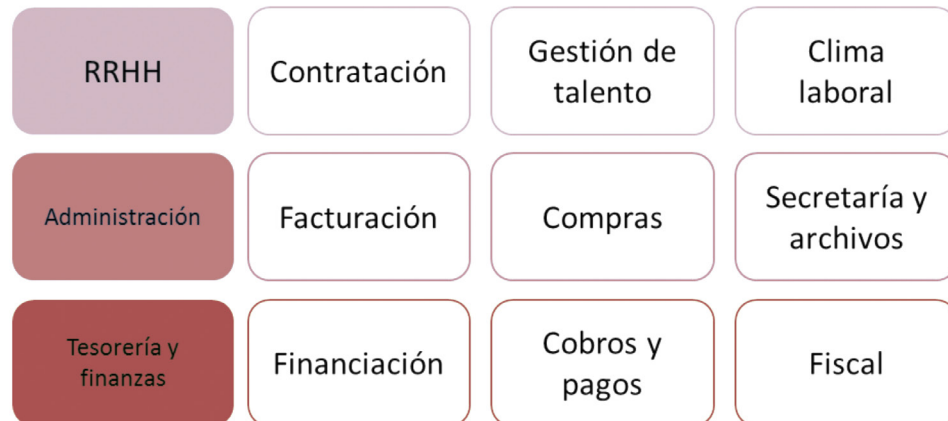 RRHH
Contratación
Gestión de
talento
Clima
laboral
Administración
Facturación
Compras
Secretaría y
archivos
Tesorería y
finanzas
Financiación
Cobros y
pagos
Fiscal